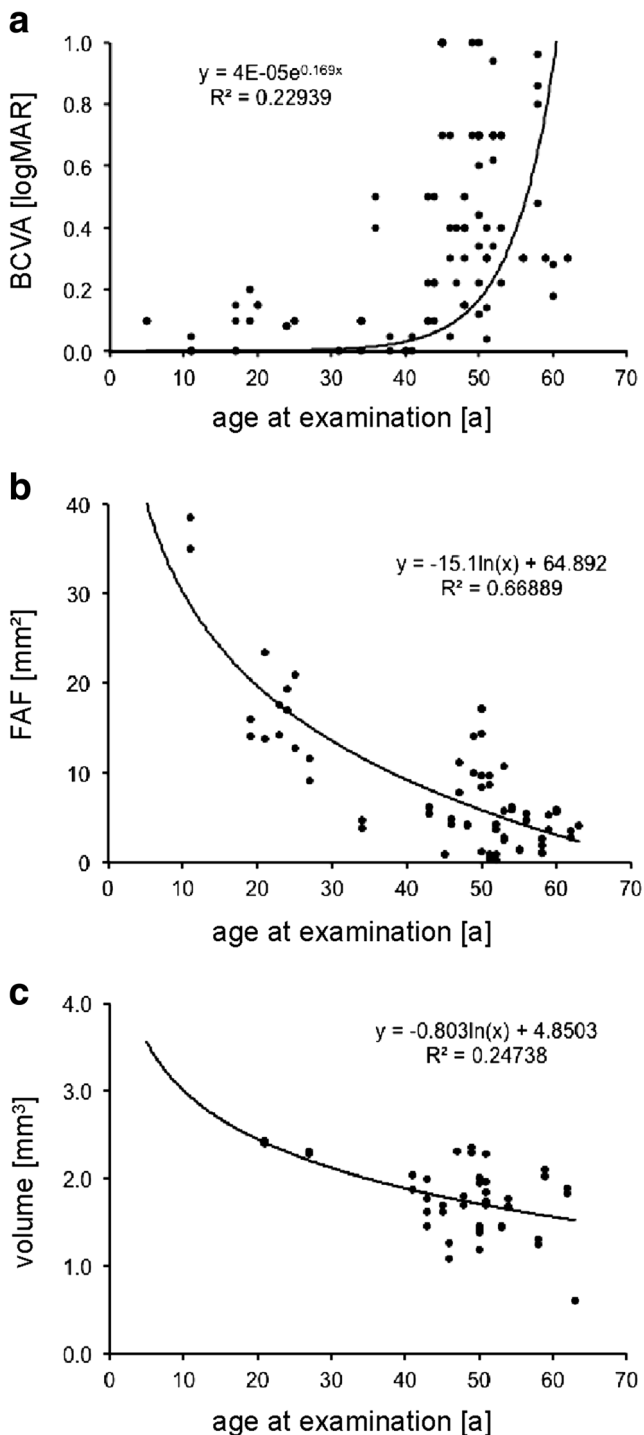 a
1.0
0.8
0.6
0.4
0.2
0.0
BCVA [logMAR]
y = 4E-05e^0.169x
R² = 0.22939
0 10 20 30 40 50 60 70
age at examination [a]
b
40
30
20
10
0
FAF [mm²]
y = -15.1ln(x) + 64.892
R² = 0.66889
0 10 20 30 40 50 60 70
age at examination [a]
c
4.0
3.0
2.0
1.0
0.0
volume [mm³]
y = -0.803ln(x) + 4.8503
R² = 0.24738
0 10 20 30 40 50 60 70
age at examination [a]